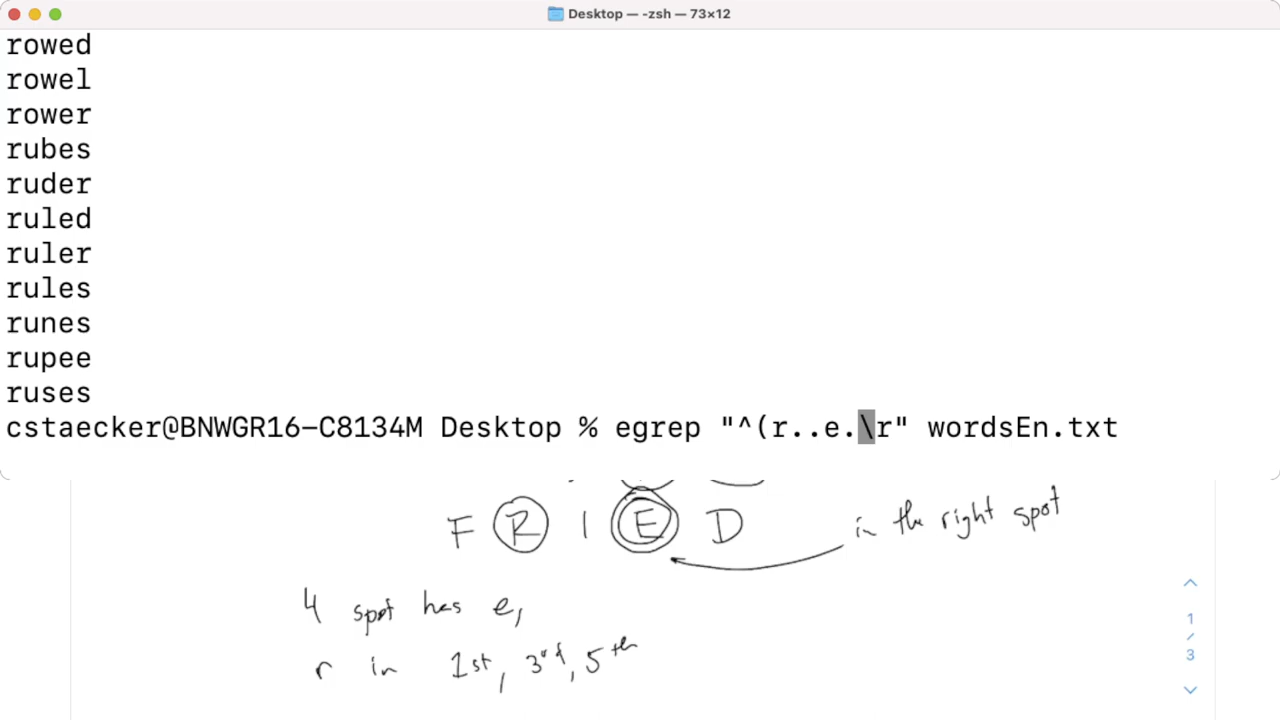 Desktop — -zsh — 73×12
rowed
rowel
rower
rubes
ruder
ruled
ruler
rules
runes
rupee
ruses
cstaecker@BNWGR16-C8134M Desktop % egrep "^(r..e.\r" wordsEn.txt
F R I E D
in the right spot
4 spot has e,
r in 1st, 3rd, 5th
1
/
3